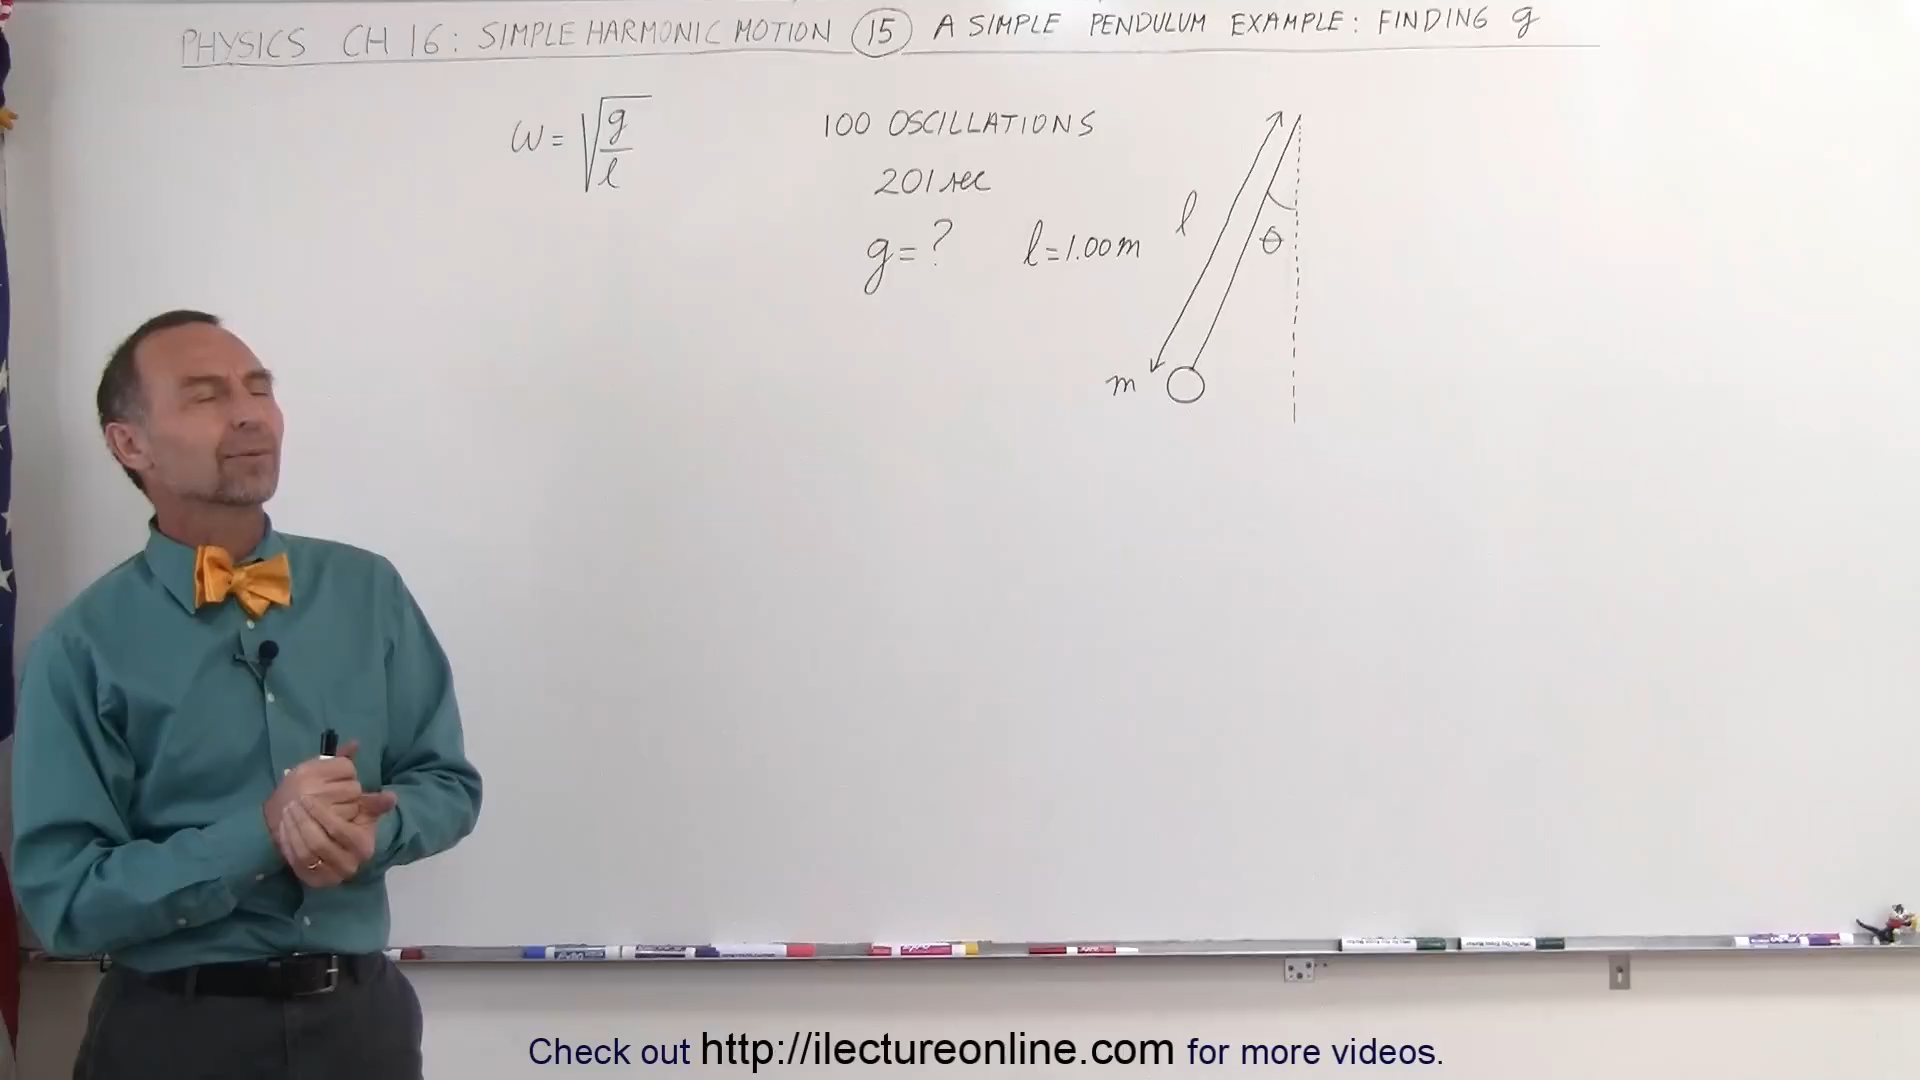 PHYSICS CH 16: SIMPLE HARMONIC MOTION 15 A SIMPLE PENDULUM EXAMPLE: FINDING g
ω = √(g/l)
100 OSCILLATIONS
201 sec
g = ? l = 1.00 m
l
θ
m
Check out http://ilectureonline.com for more videos.